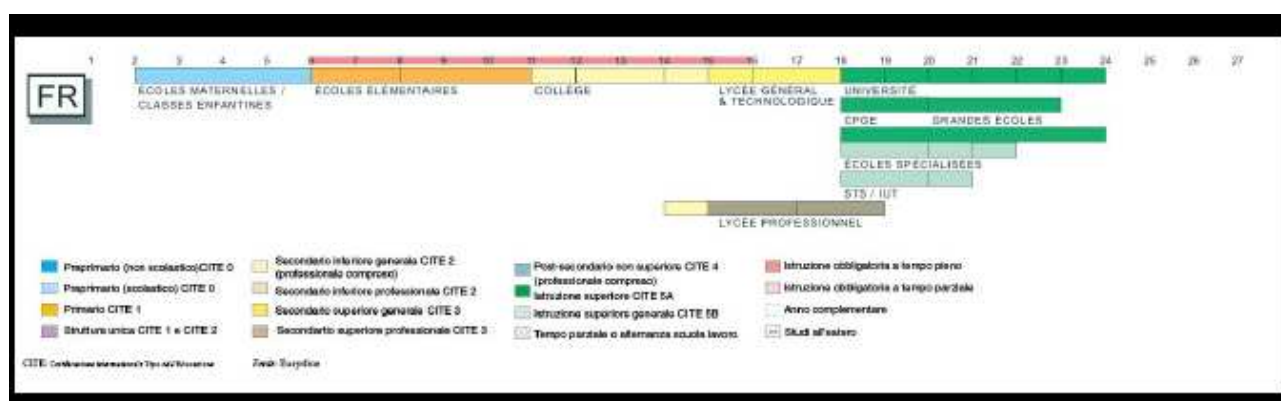 1 2 3 4 5 6 7 8 9 10 11 12 13 14 15 16 17 18 19 20 21 22 23 24 25 26 27
FR
ÉCOLES MATERNELLES /
CLASSES ENFANTINES
ÉCOLES ÉLÉMENTAIRES
COLLÈGE
LYCÉE GÉNÉRAL
& TECHNOLOGIQUE
UNIVERSITÉ
CPGE GRANDES ÉCOLES
ÉCOLES SPÉCIALISÉES
STS / IUT
LYCÉE PROFESSIONNEL
Preprimario (non scolastico) CITE 0
Preprimario (scolastico) CITE 0
Primario CITE 1
Struttura unica CITE 1 e CITE 2
Secondario inferiore generale CITE 2
(professionale compreso)
Secondario inferiore professionale CITE 2
Secondario superiore generale CITE 3
Secondario superiore professionale CITE 3
Post-secondario non superiore CITE 4
(professionale compreso)
Istruzione superiore CITE 5A
Istruzione superiore generale CITE 5B
Tempo parziale o alternanza scuola lavoro
Istruzione obbligatoria a tempo pieno
Istruzione obbligatoria a tempo parziale
Anno complementare
Studi all'estero
CITE:
Fonte: Eurydice